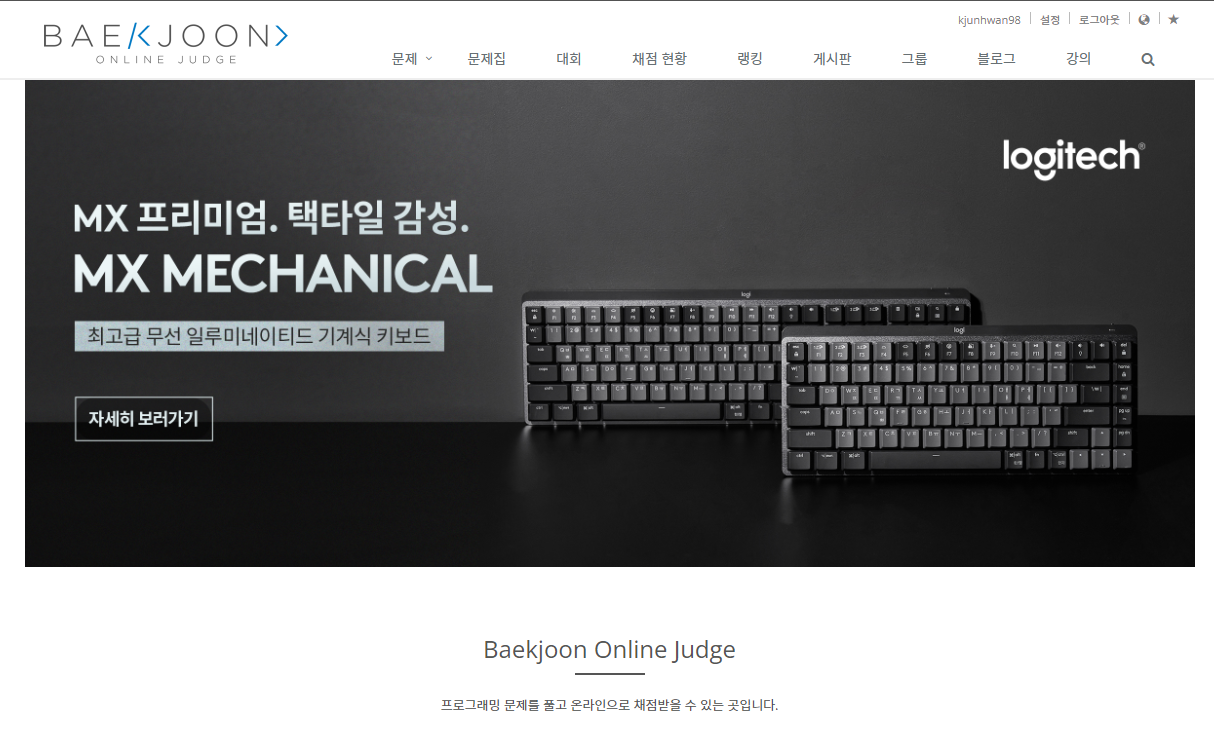 kjunhwan98 설정 로그아웃
BAEKJOON
ONLINE JUDGE
문제 문제집 대회 채점 현황 랭킹 게시판 그룹 블로그 강의
logitech
MX 프리미엄. 택타일 감성.
MX MECHANICAL
최고급 무선 일루미네이티드 기계식 키보드
자세히 보러가기
logi
logi
Baekjoon Online Judge
프로그래밍 문제를 풀고 온라인으로 채점받을 수 있는 곳입니다.